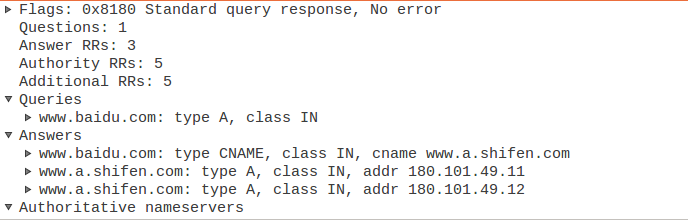 Flags: 0x8180 Standard query response, No error
Questions: 1
Answer RRs: 3
Authority RRs: 5
Additional RRs: 5
Queries
www.baidu.com: type A, class IN
Answers
www.baidu.com: type CNAME, class IN, cname www.a.shifen.com
www.a.shifen.com: type A, class IN, addr 180.101.49.11
www.a.shifen.com: type A, class IN, addr 180.101.49.12
Authoritative nameservers